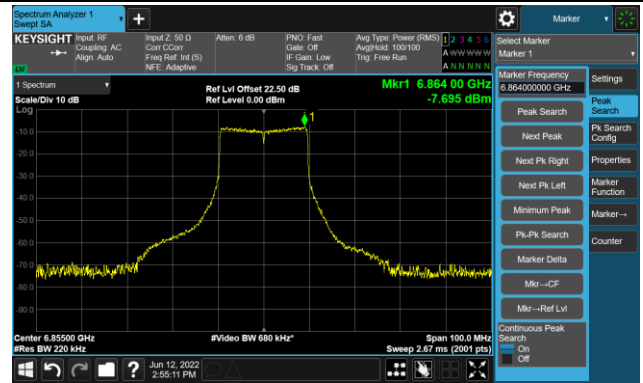 Spectrum Analyzer 1
Swept SA
Marker
KEYSIGHT
Input: RF
Coupling: AC
Align: Auto
Input Z: 50 Ω
Corr CCorr
Freq Ref: Int (S)
NFE: Adaptive
Atten: 6 dB
PNO: Fast
Gate: Off
IF Gain: Low
Sig Track: Off
Avg Type: Power (RMS)
Avg|Hold: 100/100
Trig: Free Run
1 2 3 4 5 6
A W W W W W
A N N N N N
Select Marker
Marker 1
1 Spectrum
Scale/Div 10 dB
Ref Lvl Offset 22.50 dB
Ref Level 0.00 dBm
Mkr1 6.864 00 GHz
-7.695 dBm
Log
1
-10.0
-20.0
-30.0
-40.0
-50.0
-60.0
-70.0
-80.0
-90.0
Center 6.85500 GHz
#Res BW 220 kHz
#Video BW 680 kHz*
Span 100.0 MHz
Sweep 2.67 ms (2001 pts)
Marker Frequency
6.864000000 GHz
Peak Search
Next Peak
Next Pk Right
Next Pk Left
Minimum Peak
Pk-Pk Search
Marker Delta
Mkr→CF
Mkr→Ref Lvl
Continuous Peak
Search
On
Off
Settings
Peak
Search
Pk Search
Config
Properties
Marker
Function
Marker→
Counter
?
Jun 12, 2022
2:55:11 PM